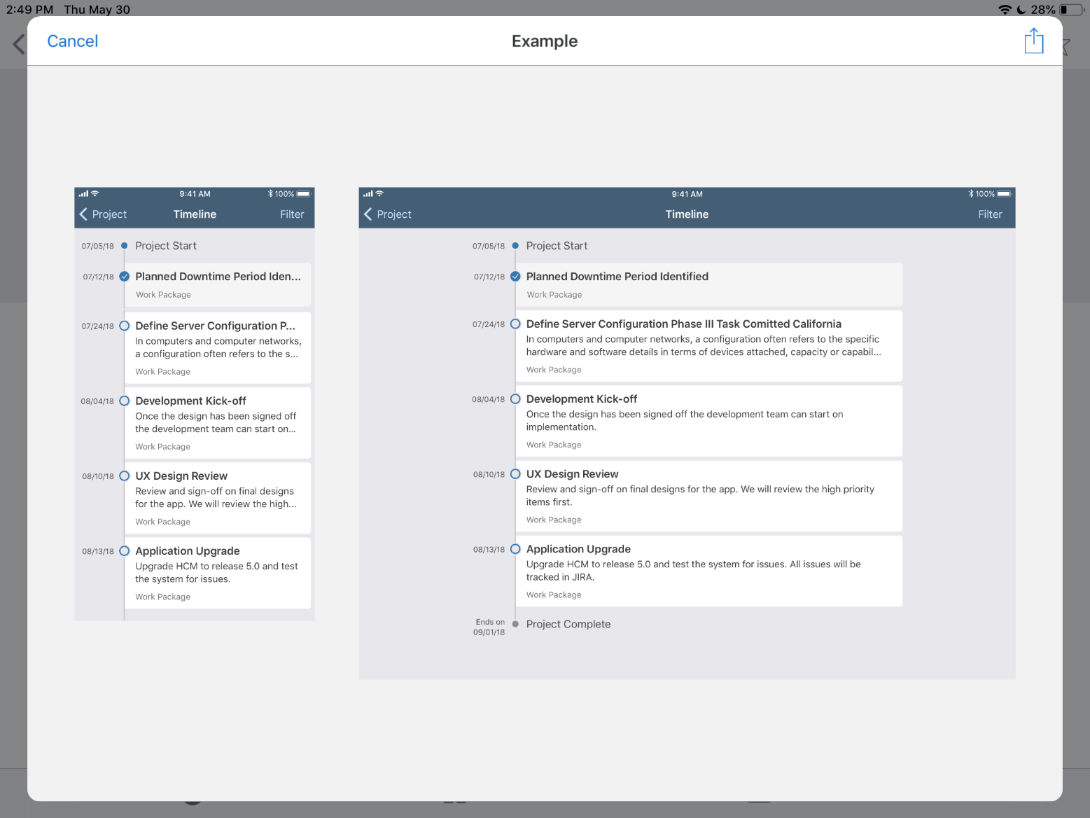 2:49 PM Thu May 30
28%
Cancel
Example
9:41 AM
100%
Project
Timeline
Filter
07/05/18
Project Start
07/12/18
Planned Downtime Period Iden...
Work Package
07/24/18
Define Server Configuration P...
In computers and computer networks,
a configuration often refers to the s...
Work Package
08/04/18
Development Kick-off
Once the design has been signed off
the development team can start on...
Work Package
08/10/18
UX Design Review
Review and sign-off on final designs
for the app. We will review the high...
Work Package
08/13/18
Application Upgrade
Upgrade HCM to release 5.0 and test
the system for issues.
Work Package
9:41 AM
100%
Project
Timeline
Filter
07/05/18
Project Start
07/12/18
Planned Downtime Period Identified
Work Package
07/24/18
Define Server Configuration Phase III Task Comitted California
In computers and computer networks, a configuration often refers to the specific
hardware and software details in terms of devices attached, capacity or capabil...
Work Package
08/04/18
Development Kick-off
Once the design has been signed off the development team can start on
implementation.
Work Package
08/10/18
UX Design Review
Review and sign-off on final designs for the app. We will review the high priority
items first.
Work Package
08/13/18
Application Upgrade
Upgrade HCM to release 5.0 and test the system for issues. All issues will be
tracked in JIRA.
Work Package
Ends on
09/01/18
Project Complete